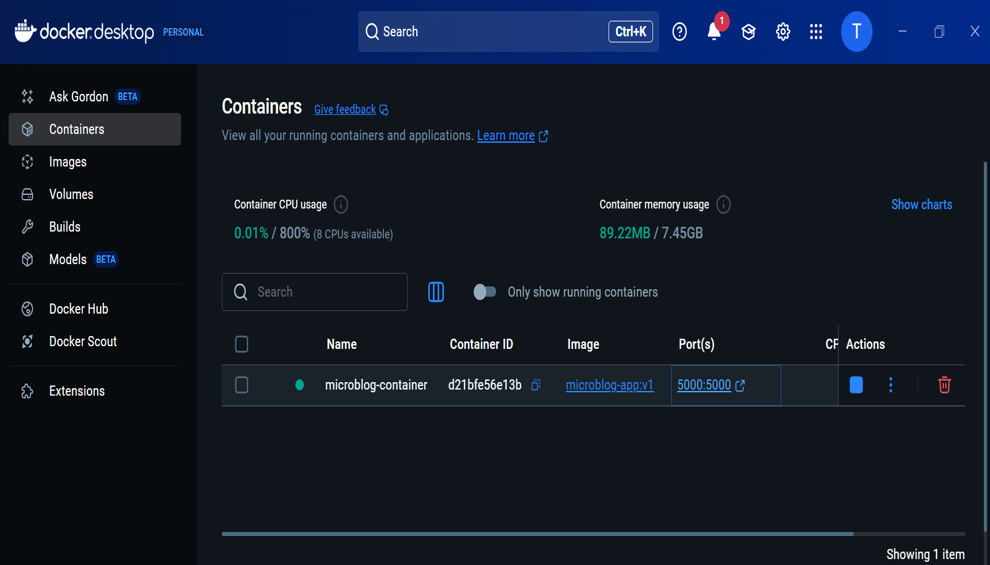 docker.desktop PERSONAL
Search Ctrl+K
1
T
Ask Gordon BETA
Containers
Images
Volumes
Builds
Models BETA
Docker Hub
Docker Scout
Extensions
Containers Give feedback
View all your running containers and applications. Learn more
Container CPU usage
0.01% / 800% (8 CPUs available)
Container memory usage
89.22MB / 7.45GB
Show charts
Search
Only show running containers
Name Container ID Image Port(s) CP Actions
microblog-container d21bfe56e13b microblog-app:v1 5000:5000
Showing 1 item